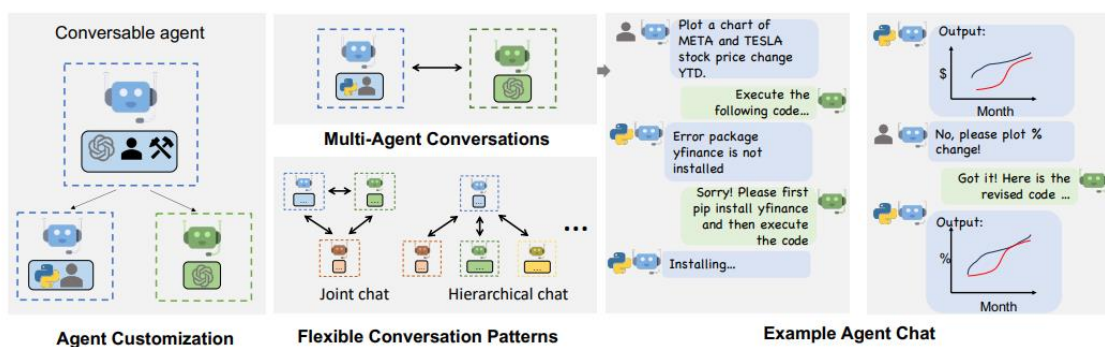 Conversable agent
Agent Customization
Multi-Agent Conversations
...
...
...
...
...
...
...
...
Joint chat
Hierarchical chat
Flexible Conversation Patterns
Plot a chart of
META and TESLA
stock price change
YTD.
Execute the
following code...
Error package
yfinance is not
installed
Sorry! Please first
pip install yfinance
and then execute
the code
Installing...
Output:
$
Month
No, please plot %
change!
Got it! Here is the
revised code ...
Output:
%
Month
Example Agent Chat